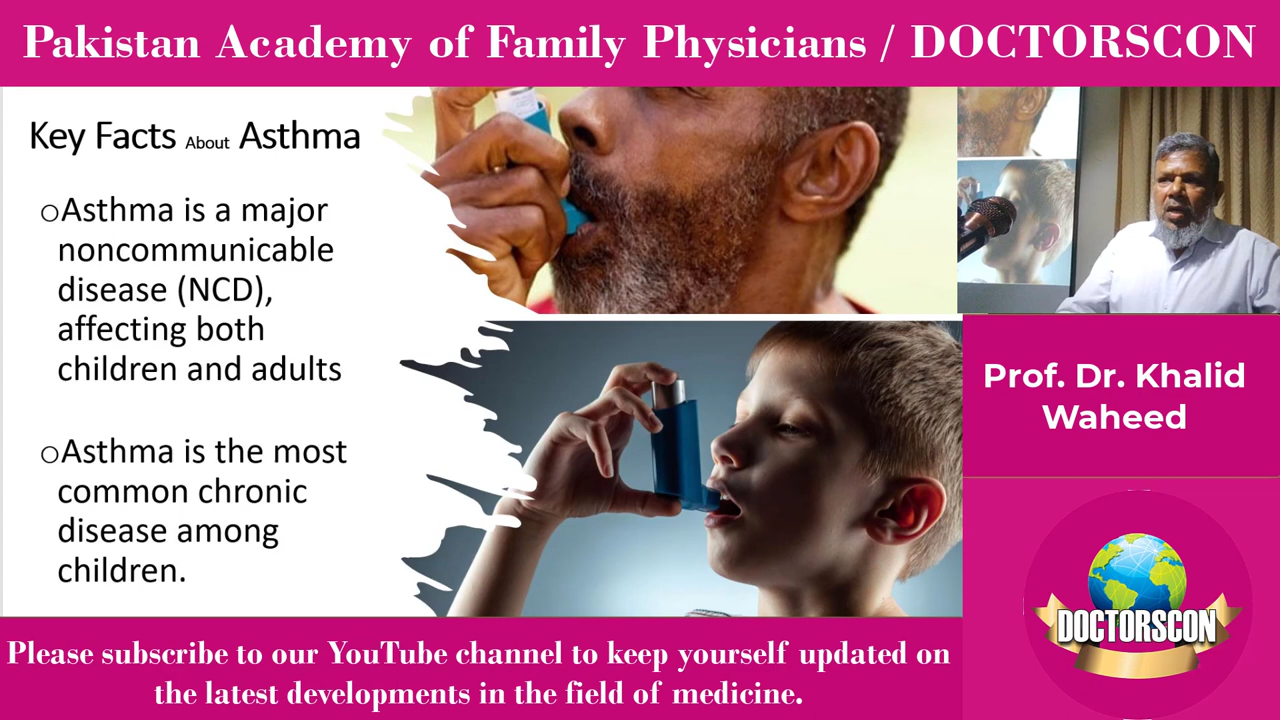 Pakistan Academy of Family Physicians / DOCTORSCON
Key Facts About Asthma
oAsthma is a major
noncommunicable
disease (NCD),
affecting both
children and adults
oAsthma is the most
common chronic
disease among
children.
Prof. Dr. Khalid
Waheed
DOCTORSCON
Please subscribe to our YouTube channel to keep yourself updated on
the latest developments in the field of medicine.